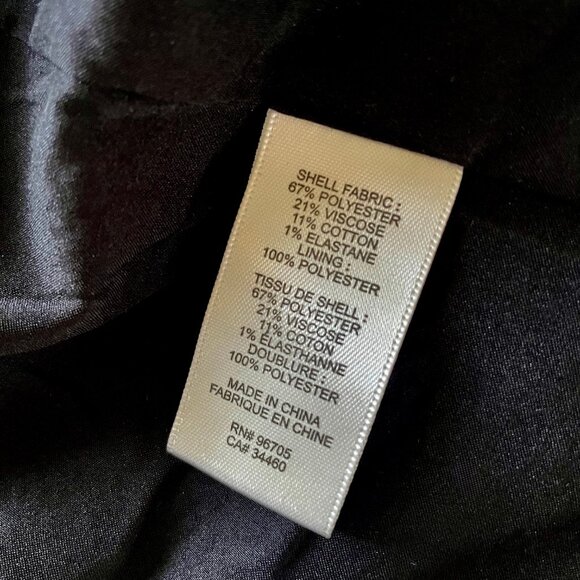 SHELL FABRIC :
67% POLYESTER
21% VISCOSE
11% COTTON
1% ELASTANE
LINING :
100% POLYESTER
TISSU DE SHELL :
67% POLYESTER
21% VISCOSE
11% COTON
1% ÉLASTHANNE
DOUBLURE :
100% POLYESTER
MADE IN CHINA
FABRIQUE EN CHINE
RN# 96705
CA# 34460